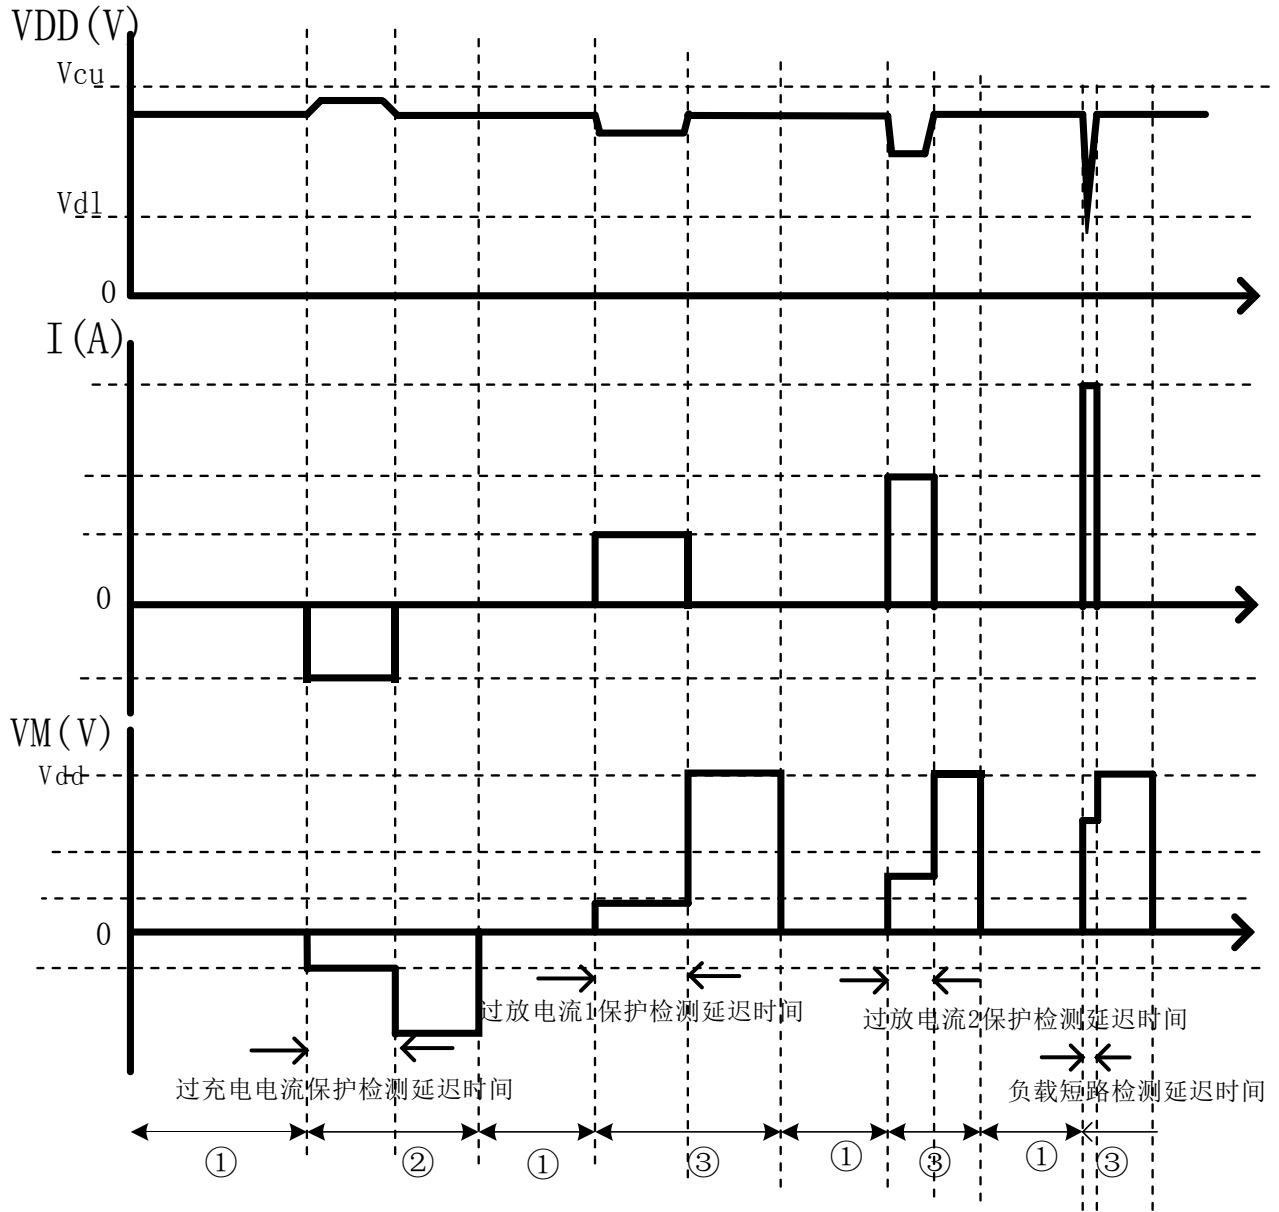 VDD(V)
Vcu
Vdl
0
I(A)
0
VM(V)
Vdd
0
过放电流1保护检测延迟时间
过放电流2保护检测延迟时间
过充电电流保护检测延迟时间
负载短路检测延迟时间
① ② ① ③ ① ③ ① ③